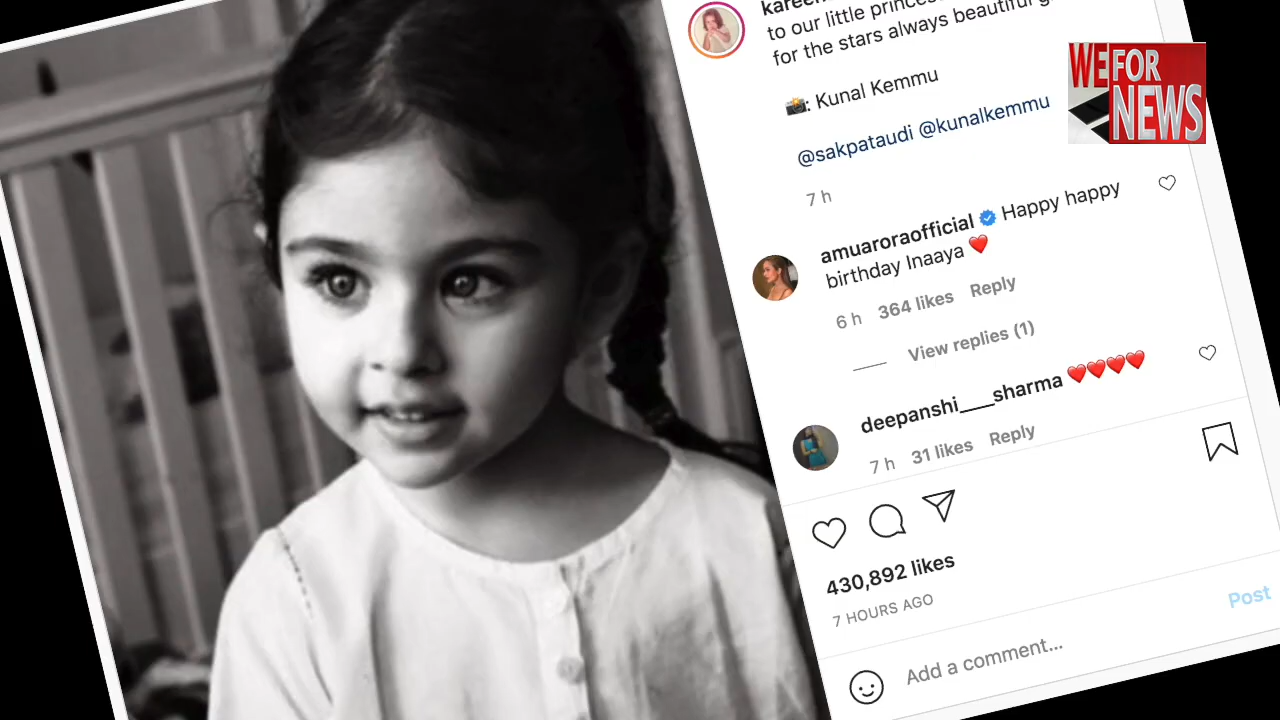 to our little
for the stars always beautiful
📸: Kunal Kemmu
@sakpataudi @kunalkemmu
7 h
amuaroraofficial Happy happy
birthday Inaaya ❤️
6 h 364 likes Reply
View replies (1)
deepanshi____sharma ❤️❤️❤️❤️
7 h 31 likes Reply
430,892 likes
7 HOURS AGO
Add a comment...
Post
WE FOR
NEWS